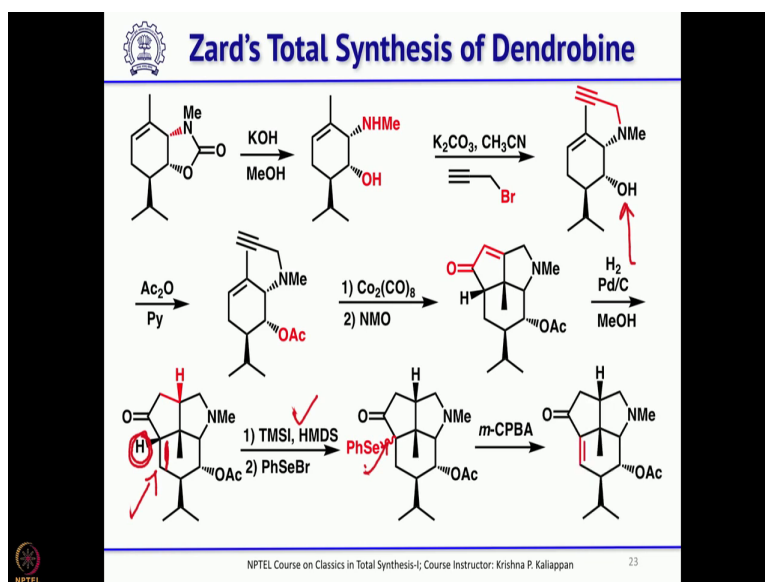 Zard's Total Synthesis of Dendrobine
Me
N
O
O
KOH
MeOH
NHMe
OH
K₂CO₃, CH₃CN
Br
NMe
OH
Ac₂O
Py
NMe
OAc
1) Co₂(CO)₈
2) NMO
O
H
NMe
OAc
H₂
Pd/C
MeOH
H
O
H
NMe
OAc
1) TMSI, HMDS
2) PhSeBr
H
O
PhSe
NMe
OAc
m-CPBA
H
O
NMe
OAc
NPTEL Course on Classics in Total Synthesis-I; Course Instructor: Krishna P. Kaliappan
23
NPTEL